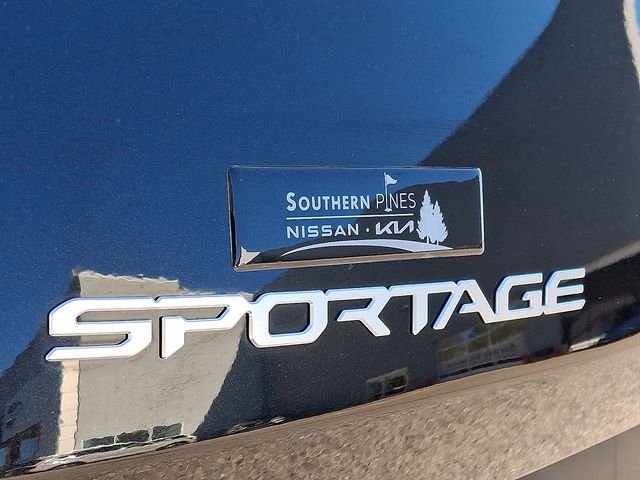 SOUTHERN PINES
NISSAN · KIA
SPORTAGE